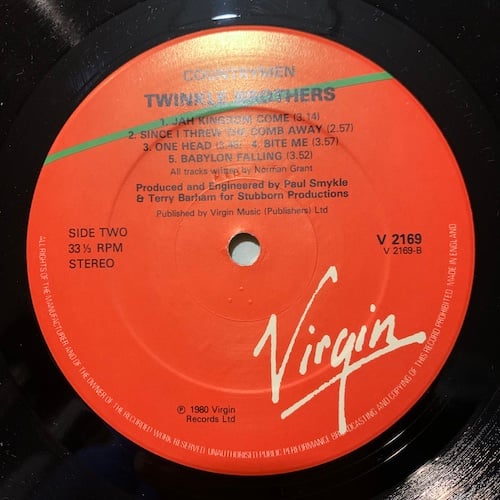 COUNTRYMEN
TWINKLE BROTHERS
1. JAH KINGDOM COME (3.14)
2. SINCE I THREW THE COMB AWAY (2.57)
3. ONE HEAD (3.48) 4. BITE ME (3.57)
5. BABYLON FALLING (3.52)
All tracks written by Norman Grant
Produced and Engineered by Paul Smykle
& Terry Barham for Stubborn Productions
Published by Virgin Music (Publishers) Ltd
SIDE TWO
33⅓ RPM
STEREO
V 2169
V 2169-B
Virgin
℗ 1980 Virgin
Records Ltd
ALL RIGHTS OF THE MANUFACTURER AND OF THE OWNER OF THE RECORDED WORK RESERVED. UNAUTHORISED PUBLIC PERFORMANCE BROADCASTING AND COPYING OF THIS RECORD PROHIBITED. MADE IN ENGLAND